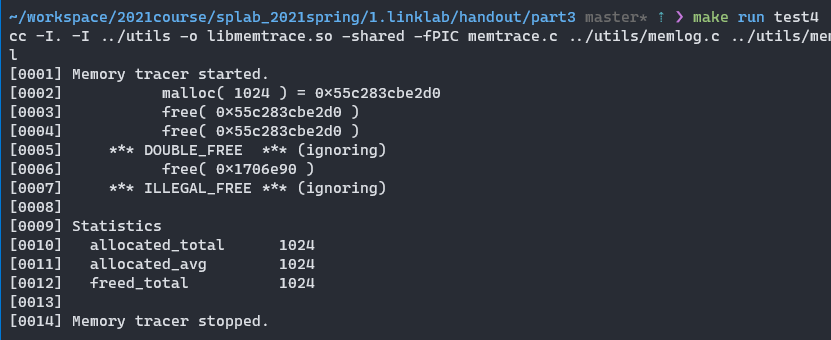 ~/workspace/2021course/splab_2021spring/1.linklab/handout/part3 master* ↑ ❯ make run test4
cc -I. -I ../utils -o libmemtrace.so -shared -fPIC memtrace.c ../utils/memlog.c ../utils/mem
l
[0001] Memory tracer started.
[0002]           malloc( 1024 ) = 0x55c283cbe2d0
[0003]           free( 0x55c283cbe2d0 )
[0004]           free( 0x55c283cbe2d0 )
[0005]     *** DOUBLE_FREE  *** (ignoring)
[0006]           free( 0x1706e90 )
[0007]     *** ILLEGAL_FREE *** (ignoring)
[0008]
[0009] Statistics
[0010]   allocated_total      1024
[0011]   allocated_avg        1024
[0012]   freed_total          1024
[0013]
[0014] Memory tracer stopped.